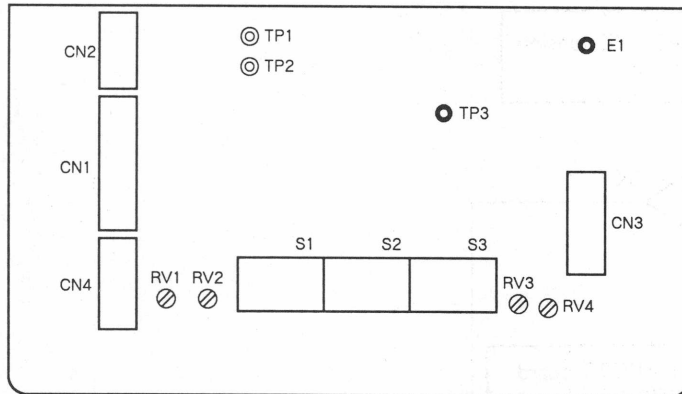 CN2
TP1
TP2
E1
TP3
CN1
CN3
S1 S2 S3
CN4
RV1 RV2
RV3
RV4